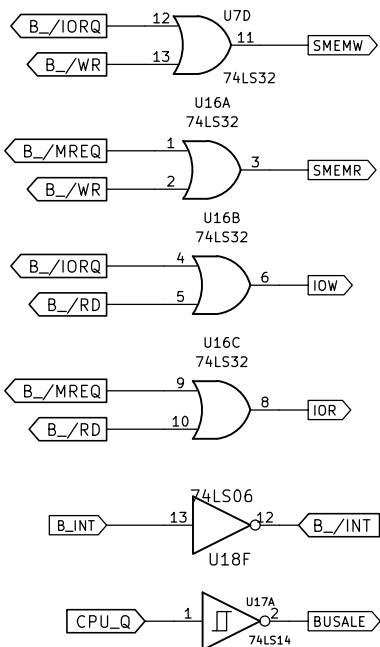 U7D
B_/IORQ 12
11 SMEMW
B_/WR 13
74LS32
U16A
74LS32
B_/MREQ 1
3 SMEMR
B_/WR 2
U16B
74LS32
B_/IORQ 4
6 IOW
B_/RD 5
U16C
74LS32
B_/MREQ 9
8 IOR
B_/RD 10
74LS06
B_INT 13 12 B_/INT
U18F
U17A
CPU_Q 1 2 BUSALE
74LS14